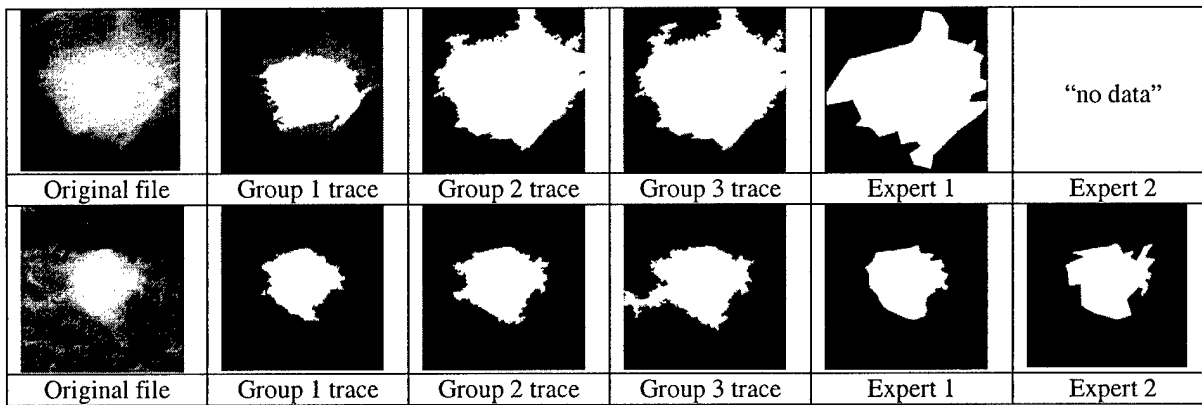 “no data”
Original file Group 1 trace Group 2 trace Group 3 trace Expert 1 Expert 2
Original file Group 1 trace Group 2 trace Group 3 trace Expert 1 Expert 2